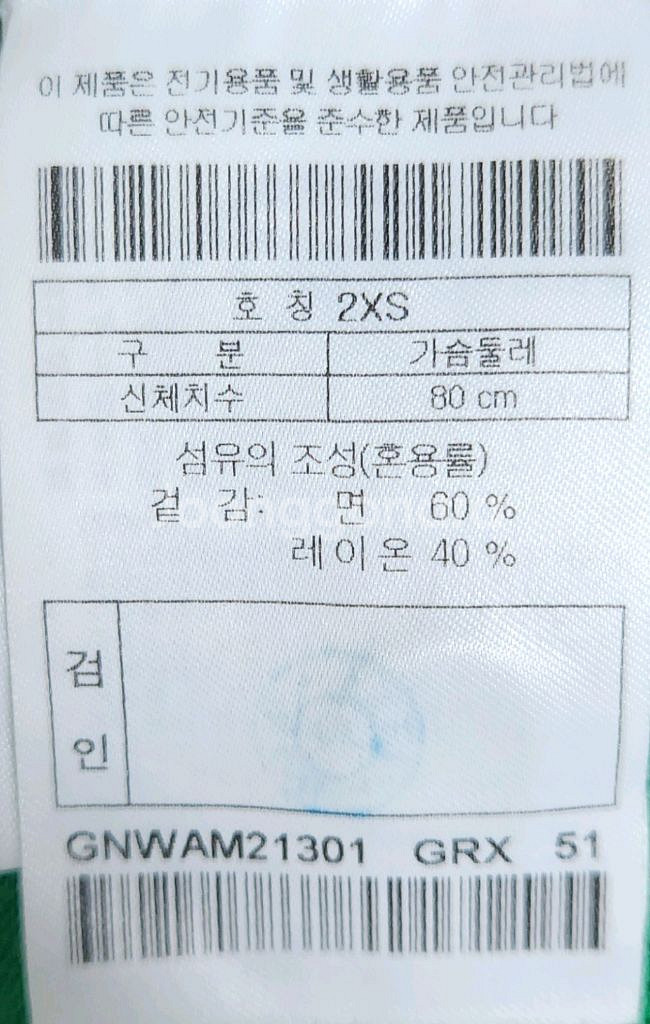 이 제품은 전기용품 및 생활용품 안전관리법에
따른 안전기준을 준수한 제품입니다
호 칭 2XS
구 분 가슴둘레
신체치수 80 cm
섬유의 조성(혼용률)
겉 감: 면 60 %
레이온 40 %
검
인
GNWAM21301 GRX 51